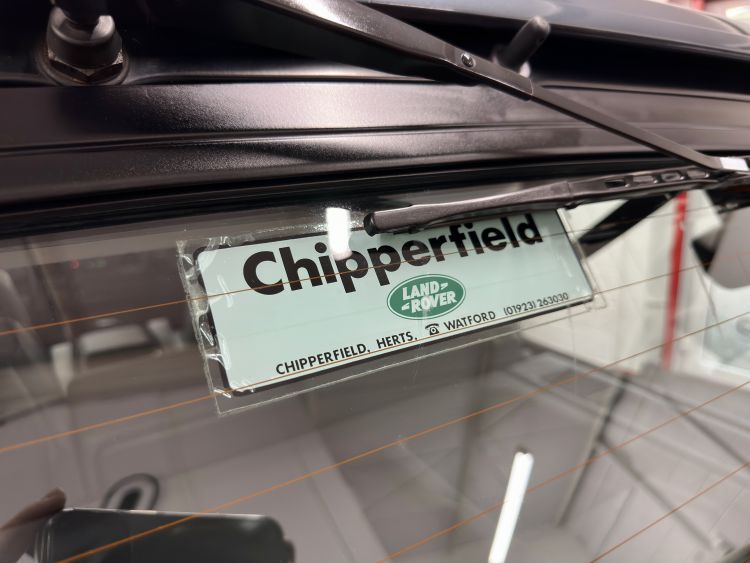 Chipperfield
LAND
ROVER
CHIPPERFIELD, HERTS, ☎ WATFORD (01923) 263030